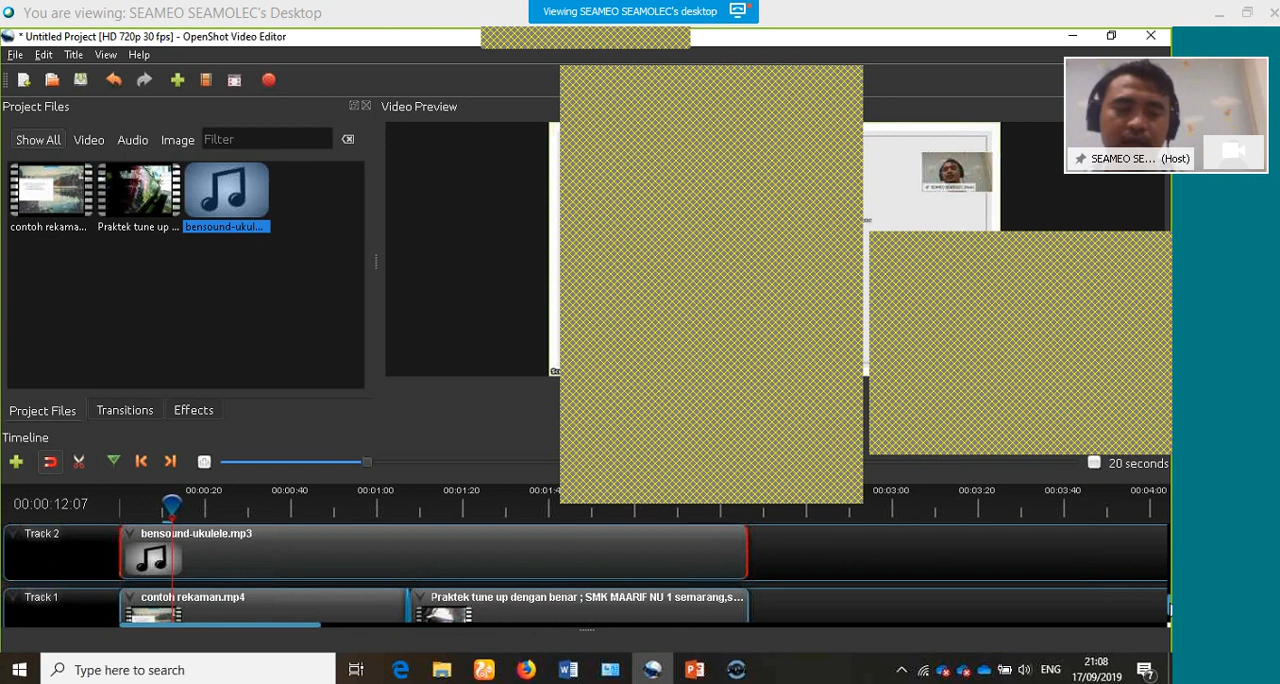 You are viewing: SEAMEO SEAMOLEC's Desktop
Viewing SEAMEO SEAMOLEC's desktop
* Untitled Project [HD 720p 30 fps] - OpenShot Video Editor
File Edit Title View Help
Project Files
Video Preview
Show All Video Audio Image Filter
contoh rekama... Praktek tune up ... bensound-ukul...
SEAMEO SE... (Host)
Project Files Transitions Effects
Timeline
20 seconds
00:00:12:07
00:00:20 00:00:40 00:01:00 00:01:20 00:03:00 00:03:20 00:03:40 00:04:00
Track 2
bensound-ukulele.mp3
Track 1
contoh rekaman.mp4
Praktek tune up dengan benar ; SMK MAARIF NU 1 semarang,s...
Type here to search
ENG
21:08
17/09/2019
7